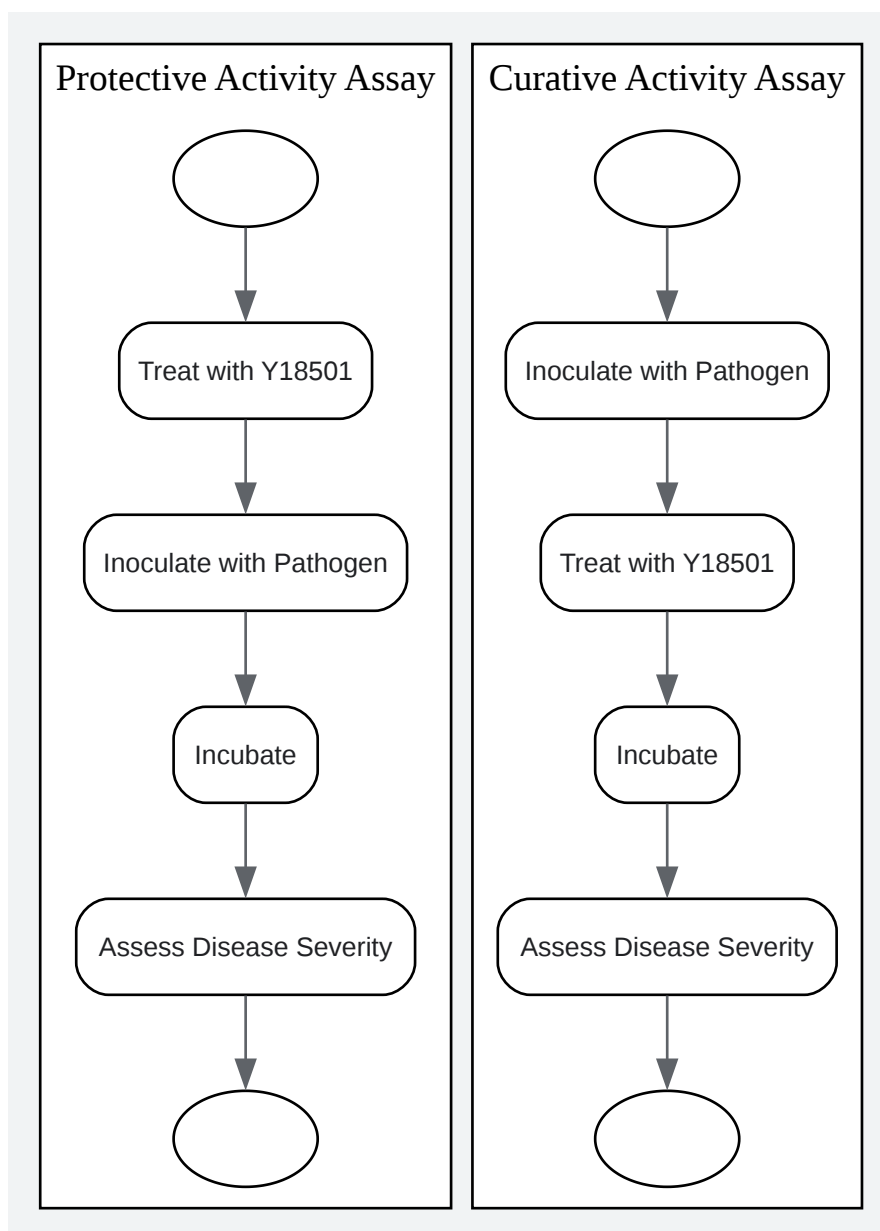 Protective Activity Assay
Treat with Y18501
Inoculate with Pathogen
Incubate
Assess Disease Severity
Curative Activity Assay
Inoculate with Pathogen
Treat with Y18501
Incubate
Assess Disease Severity